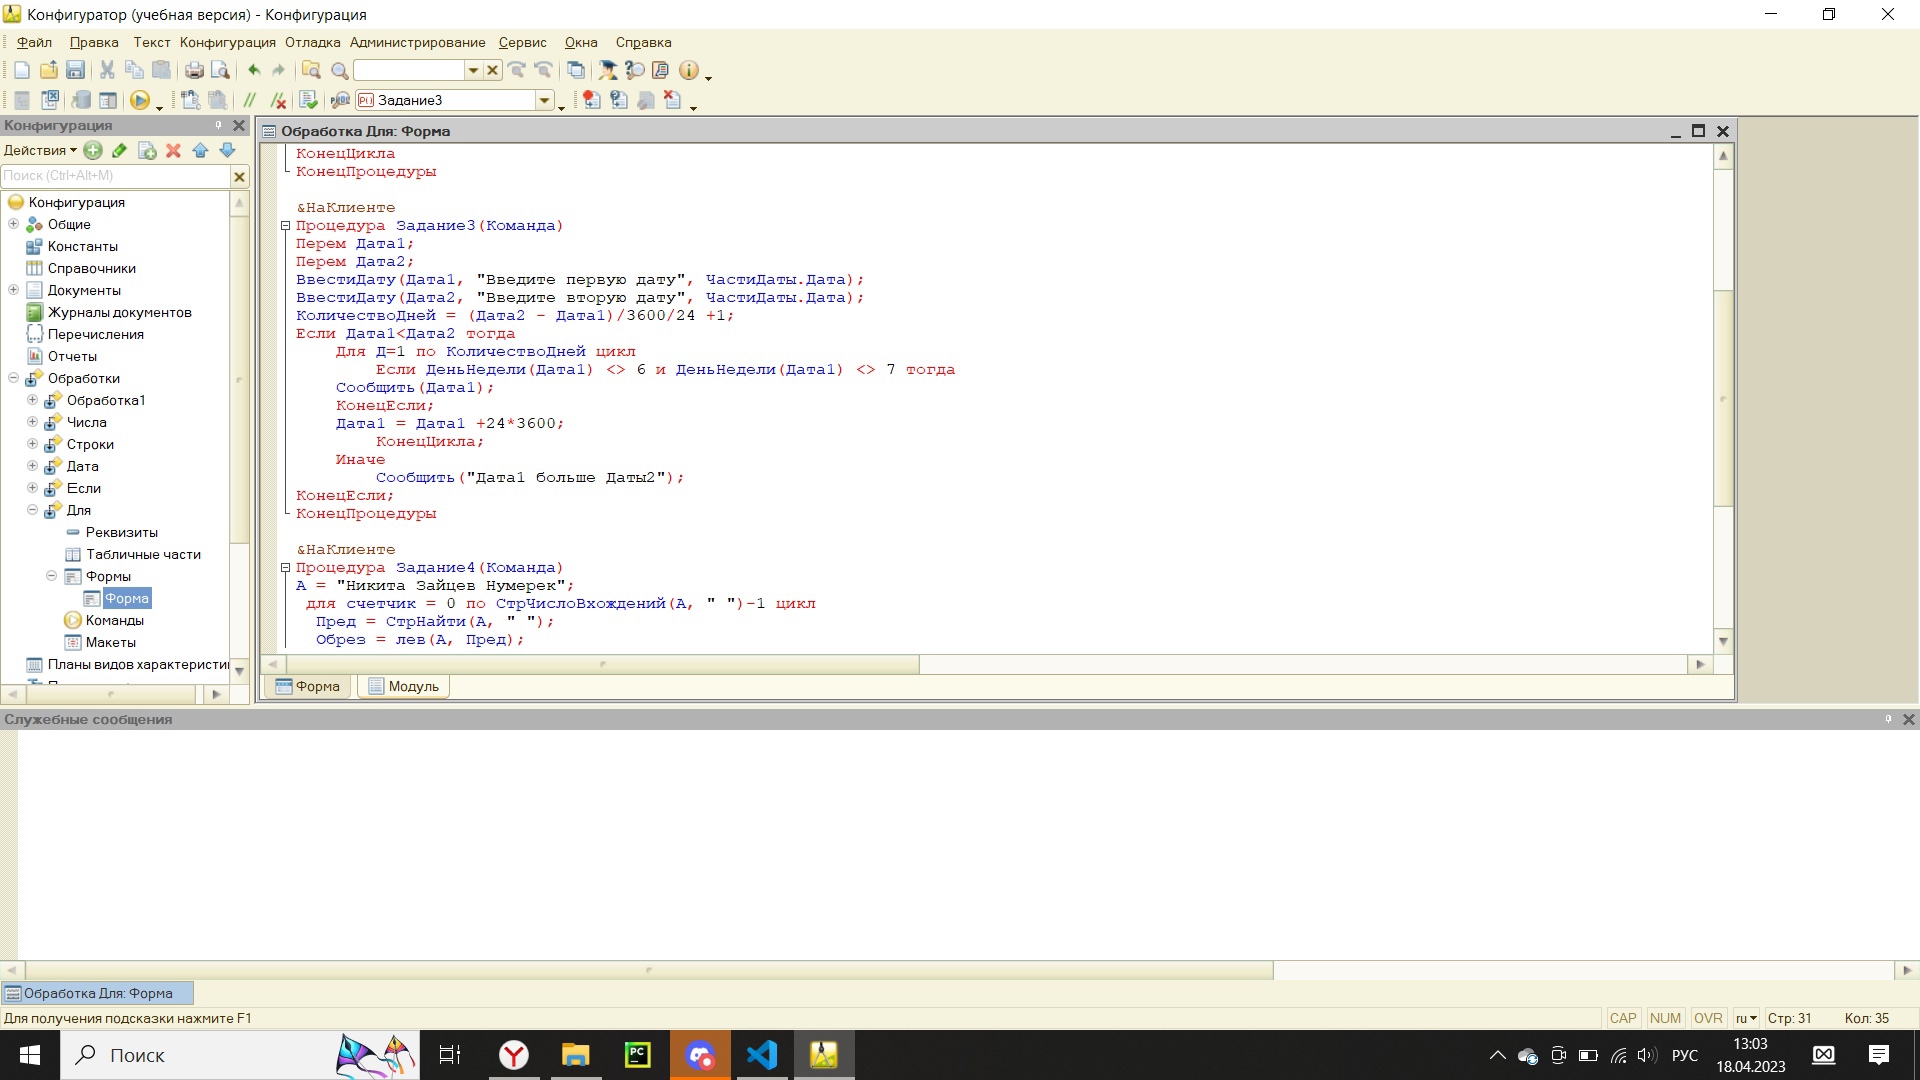 Конфигуратор (учебная версия) - Конфигурация
Файл Правка Текст Конфигурация Отладка Администрирование Сервис Окна Справка
Задание3
Конфигурация
Действия
Поиск (Ctrl+Alt+M)
Конфигурация
Общие
Константы
Справочники
Документы
Журналы документов
Перечисления
Отчеты
Обработки
Обработка1
Числа
Строки
Дата
Если
Для
Реквизиты
Табличные части
Формы
Форма
Команды
Макеты
Планы видов характеристи
Обработка Для: Форма
КонецЦикла
КонецПроцедуры
&НаКлиенте
Процедура Задание3(Команда)
Перем Дата1;
Перем Дата2;
ВвестиДату(Дата1, "Введите первую дату", ЧастиДаты.Дата);
ВвестиДату(Дата2, "Введите вторую дату", ЧастиДаты.Дата);
КоличествоДней = (Дата2 - Дата1)/3600/24 +1;
Если Дата1<Дата2 тогда
Для Д=1 по КоличествоДней цикл
Если ДеньНедели(Дата1) <> 6 и ДеньНедели(Дата1) <> 7 тогда
Сообщить(Дата1);
КонецЕсли;
Дата1 = Дата1 +24*3600;
КонецЦикла;
Иначе
Сообщить("Дата1 больше Даты2");
КонецЕсли;
КонецПроцедуры
&НаКлиенте
Процедура Задание4(Команда)
А = "Никита Зайцев Нумерек";
для счетчик = 0 по СтрЧислоВхождений(А, " ")-1 цикл
Пред = СтрНайти(А, " ");
Обрез = лев(А, Пред);
Форма Модуль
Служебные сообщения
Обработка Для: Форма
Для получения подсказки нажмите F1
CAP NUM OVR ru Стр: 31 Кол: 35
Поиск
PC
РУС
13:03
18.04.2023